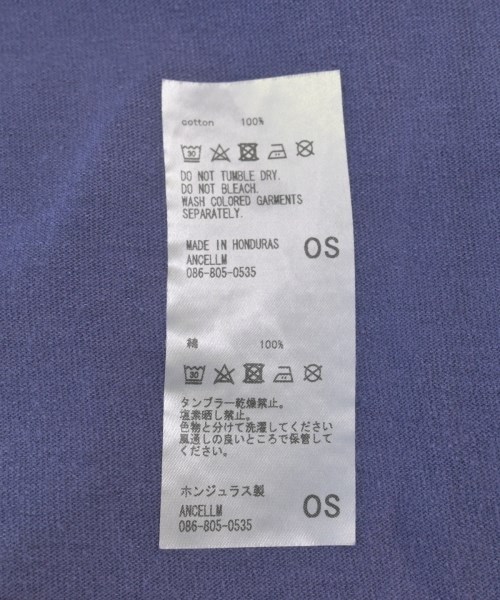 cotton 100%
30
DO NOT TUMBLE DRY.
DO NOT BLEACH.
WASH COLORED GARMENTS
SEPARATELY.
MADE IN HONDURAS
ANCELLM
086-805-0535
OS
綿 100%
30
タンブラー乾燥禁止。
塩素晒し禁止。
色物と分けて洗濯してください
風通しの良いところで保管して
ください。
ホンジュラス製
ANCELLM
086-805-0535
OS